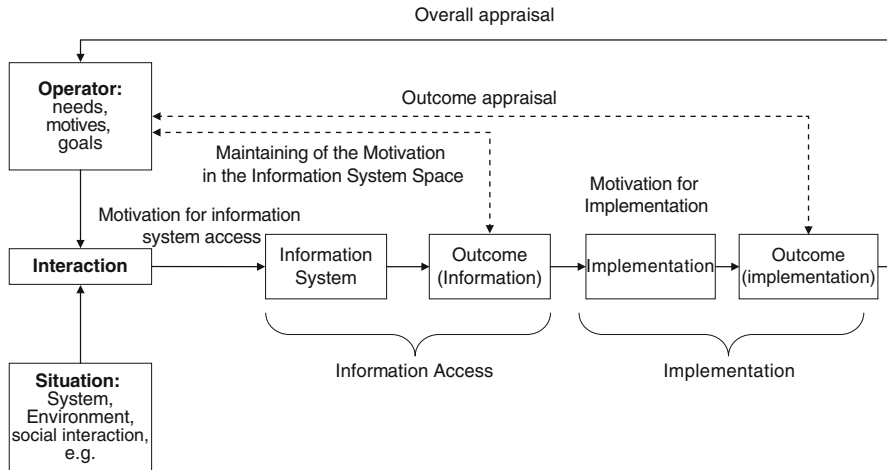 Overall appraisal
Operator:
needs,
motives,
goals
Outcome appraisal
Maintaining of the Motivation
in the Information System Space
Motivation for
Implementation
Motivation for information
system access
Interaction
Information
System
Outcome
(Information)
Implementation
Outcome
(implementation)
Information Access
Implementation
Situation:
System,
Environment,
social interaction,
e.g.